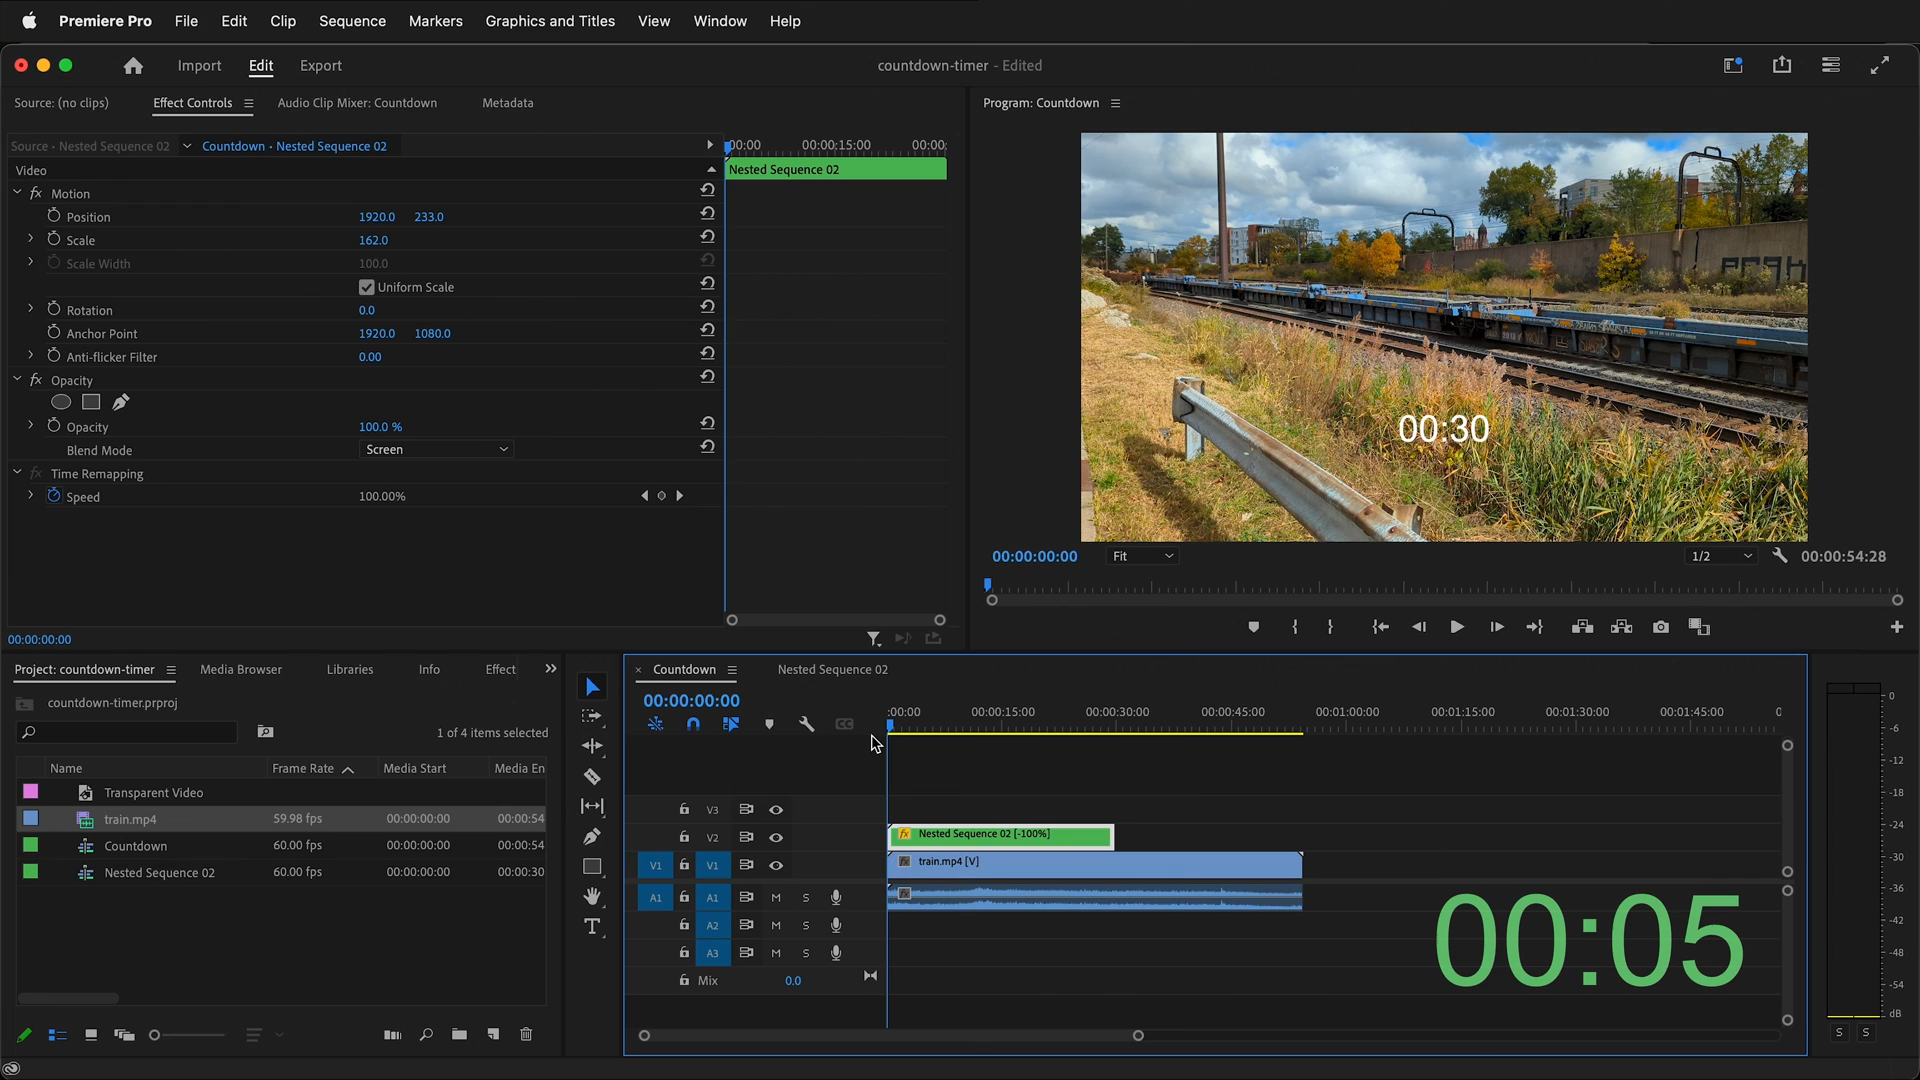 Premiere Pro File Edit Clip Sequence Markers Graphics and Titles View Window Help
Import Edit Export
countdown-timer - Edited
Source: (no clips) Effect Controls Audio Clip Mixer: Countdown Metadata
Source • Nested Sequence 02 Countdown • Nested Sequence 02
:00:00 00:00:15:00 00:00:
Video
Nested Sequence 02
fx Motion
Position 1920.0 233.0
Scale 162.0
Scale Width 100.0
Uniform Scale
Rotation 0.0
Anchor Point 1920.0 1080.0
Anti-flicker Filter 0.00
fx Opacity
Opacity 100.0 %
Blend Mode Screen
fx Time Remapping
Speed 100.00%
00:00:00:00
Program: Countdown
00:30
00:00:00:00 Fit 1/2 00:00:54:28
Project: countdown-timer Media Browser Libraries Info Effect
countdown-timer.prproj
1 of 4 items selected
Name Frame Rate Media Start Media En
Transparent Video
train.mp4 59.98 fps 00:00:00:00 00:00:54
Countdown 60.00 fps 00:00:00:00 00:00:54
Nested Sequence 02 60.00 fps 00:00:00:00 00:00:30
Countdown Nested Sequence 02
00:00:00:00
:00:00 00:00:15:00 00:00:30:00 00:00:45:00 00:01:00:00 00:01:15:00 00:01:30:00 00:01:45:00 0
V3
V2 fx Nested Sequence 02 [-100%]
V1 V1 fx train.mp4 [V]
A1 A1 M S fx
A2 M S
A3 M S
Mix 0.0
00:05
0
-6
-12
-18
-24
-30
-36
-42
-48
-54
dB
S S